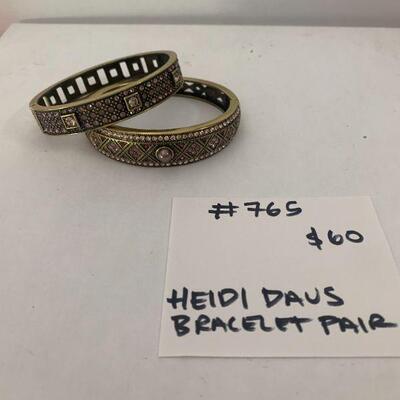 #765
$60
HEIDI DAUS
BRACELET PAIR